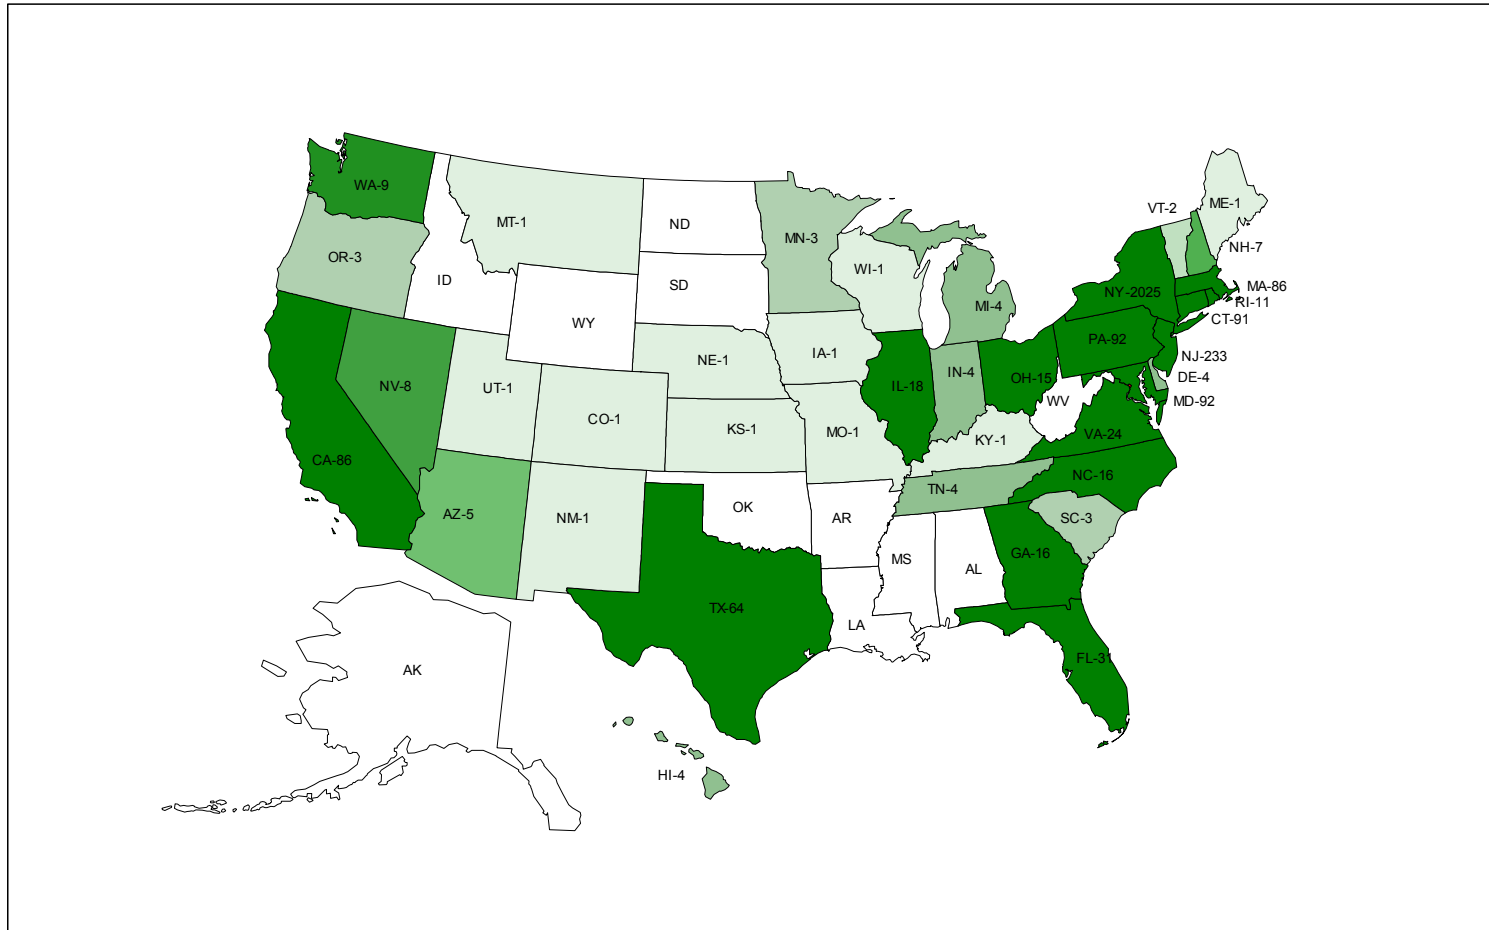 WA-9
MT-1
ND
MN-3
VT-2
ME-1
NH-7
OR-3
ID
SD
WI-1
MI-4
NY-2025
MA-86
RI-11
CT-91
WY
NE-1
IA-1
PA-92
NJ-233
NV-8
UT-1
CO-1
KS-1
MO-1
IL-18
IN-4
OH-15
WV
DE-4
MD-92
CA-86
KY-1
VA-24
AZ-5
NM-1
OK
AR
TN-4
NC-16
SC-3
MS
AL
GA-16
TX-64
LA
FL-31
AK
HI-4